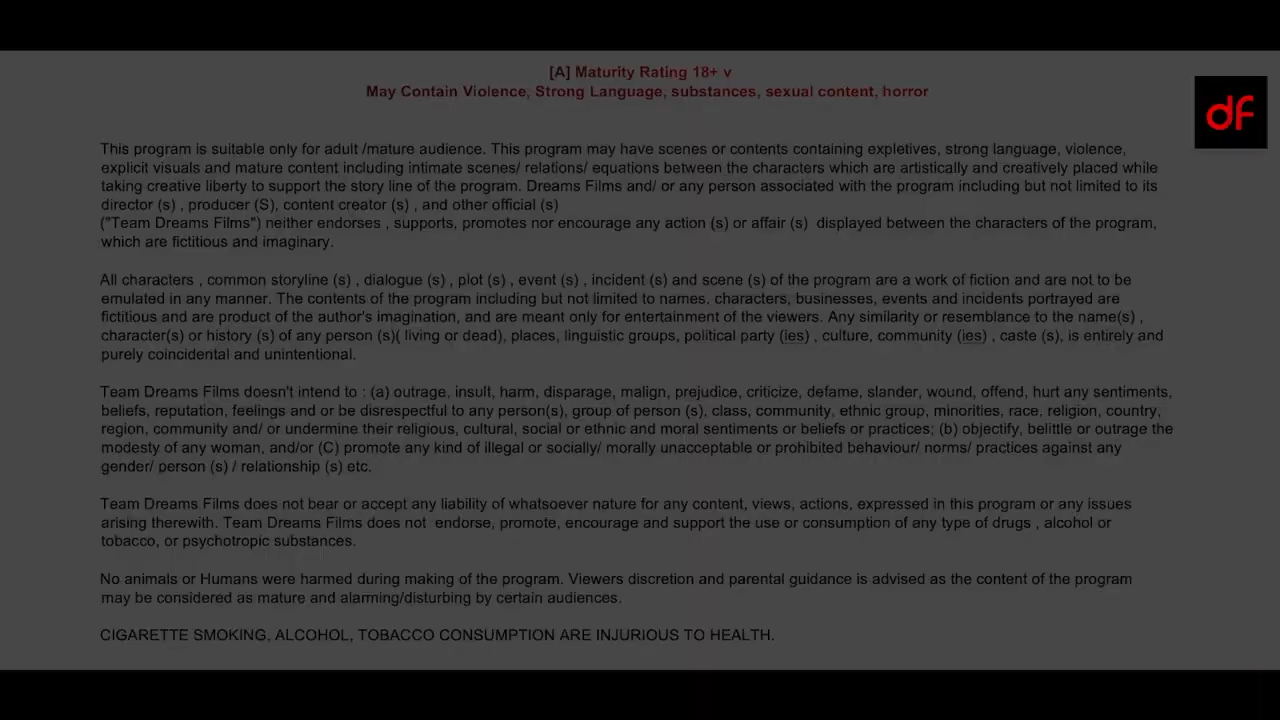 [A] Maturity Rating 18+ v
May Contain Violence, Strong Language, substances, sexual content, horror
df
This program is suitable only for adult /mature audience. This program may have scenes or contents containing expletives, strong language, violence,
explicit visuals and mature content including intimate scenes/ relations/ equations between the characters which are artistically and creatively placed while
taking creative liberty to support the story line of the program. Dreams Films and/ or any person associated with the program including but not limited to its
director (s) , producer (S), content creator (s) , and other official (s)
("Team Dreams Films") neither endorses , supports, promotes nor encourage any action (s) or affair (s)  displayed between the characters of the program,
which are fictitious and imaginary.
All characters , common storyline (s) , dialogue (s) , plot (s) , event (s) , incident (s) and scene (s) of the program are a work of fiction and are not to be
emulated in any manner. The contents of the program including but not limited to names. characters, businesses, events and incidents portrayed are
fictitious and are product of the author's imagination, and are meant only for entertainment of the viewers. Any similarity or resemblance to the name(s) ,
character(s) or history (s) of any person (s)( living or dead), places, linguistic groups, political party (ies) , culture, community (ies) , caste (s), is entirely and
purely coincidental and unintentional.
Team Dreams Films doesn't intend to : (a) outrage, insult, harm, disparage, malign, prejudice, criticize, defame, slander, wound, offend, hurt any sentiments,
beliefs, reputation, feelings and or be disrespectful to any person(s), group of person (s), class, community, ethnic group, minorities, race, religion, country,
region, community and/ or undermine their religious, cultural, social or ethnic and moral sentiments or beliefs or practices; (b) objectify, belittle or outrage the
modesty of any woman, and/or (C) promote any kind of illegal or socially/ morally unacceptable or prohibited behaviour/ norms/ practices against any
gender/ person (s) / relationship (s) etc.
Team Dreams Films does not bear or accept any liability of whatsoever nature for any content, views, actions, expressed in this program or any issues
arising therewith. Team Dreams Films does not  endorse, promote, encourage and support the use or consumption of any type of drugs , alcohol or
tobacco, or psychotropic substances.
No animals or Humans were harmed during making of the program. Viewers discretion and parental guidance is advised as the content of the program
may be considered as mature and alarming/disturbing by certain audiences.
CIGARETTE SMOKING, ALCOHOL, TOBACCO CONSUMPTION ARE INJURIOUS TO HEALTH.